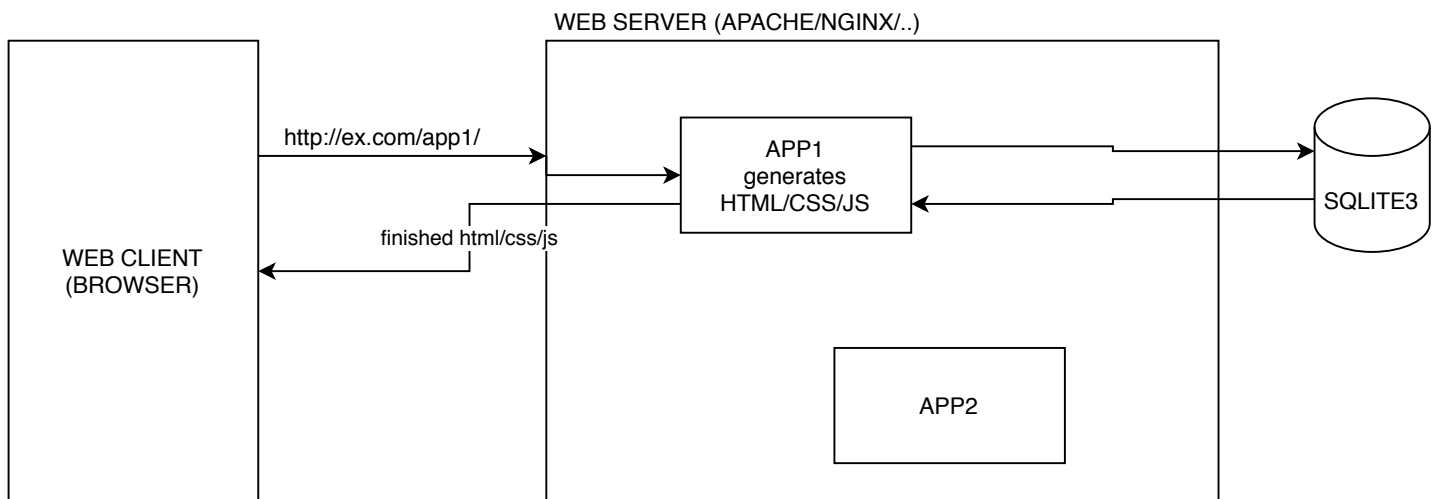 WEB SERVER (APACHE/NGINX/..)
http://ex.com/app1/
APP1
generates
HTML/CSS/JS
SQLITE3
finished html/css/js
WEB CLIENT
(BROWSER)
APP2